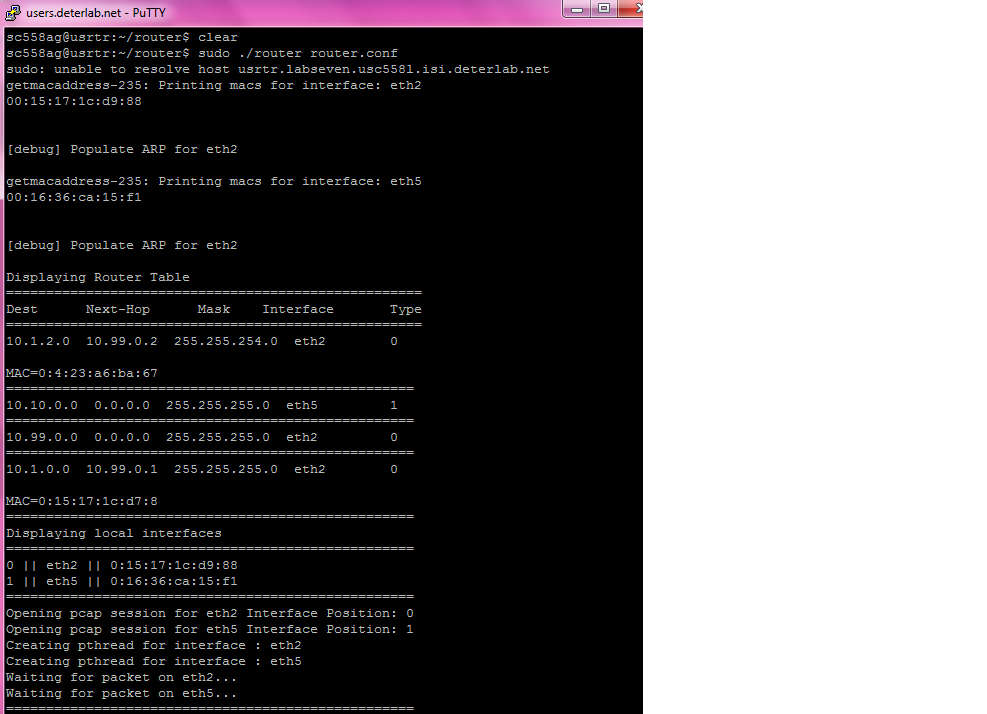 users.deterlab.net - PuTTY
sc558ag@usrtr:~/router$ clear
sc558ag@usrtr:~/router$ sudo ./router router.conf
sudo: unable to resolve host usrtr.labseven.usc558l.isi.deterlab.net
getmacaddress-235: Printing macs for interface: eth2
00:15:17:1c:d9:88
[debug] Populate ARP for eth2
getmacaddress-235: Printing macs for interface: eth5
00:16:36:ca:15:f1
[debug] Populate ARP for eth2
Displaying Router Table
====================================================
Dest      Next-Hop      Mask    Interface       Type
====================================================
10.1.2.0  10.99.0.2  255.255.254.0  eth2        0
MAC=0:4:23:a6:ba:67
===================================================
10.10.0.0  0.0.0.0  255.255.255.0  eth5         1
===================================================
10.99.0.0  0.0.0.0  255.255.255.0  eth2         0
===================================================
10.1.0.0  10.99.0.1  255.255.254.0  eth2        0
MAC=0:15:17:1c:d7:8
===================================================
Displaying local interfaces
===================================================
0 || eth2 || 0:15:17:1c:d9:88
1 || eth5 || 0:16:36:ca:15:f1
===================================================
Opening pcap session for eth2 Interface Position: 0
Opening pcap session for eth5 Interface Position: 1
Creating pthread for interface : eth2
Creating pthread for interface : eth5
Waiting for packet on eth2...
Waiting for packet on eth5...
===================================================